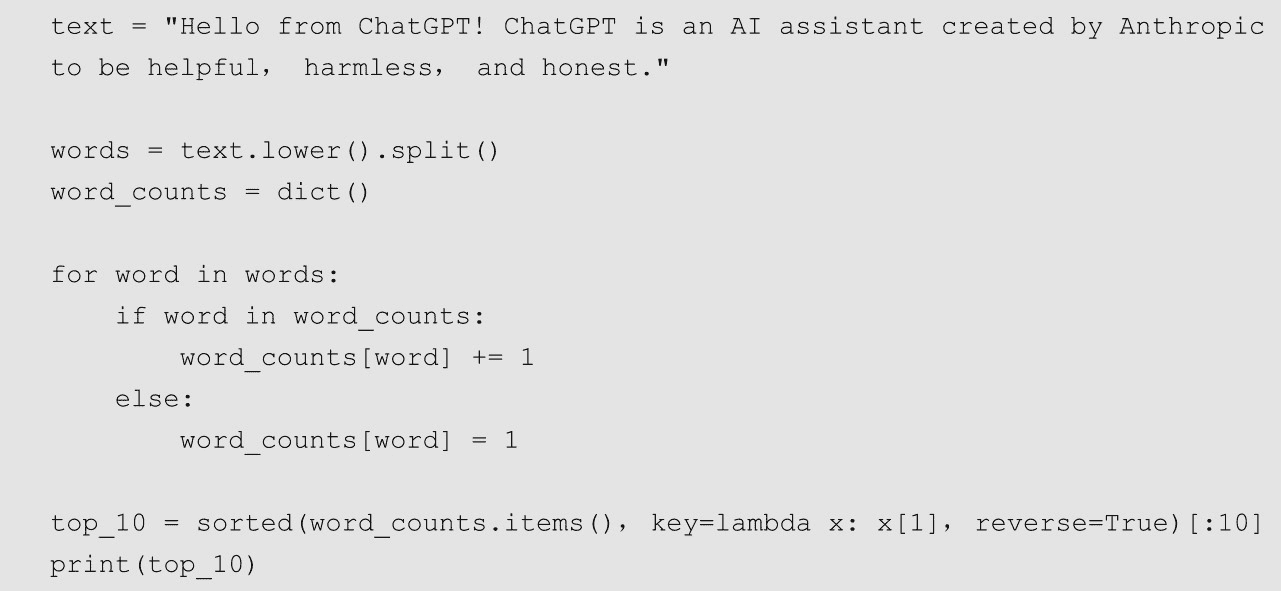 text = "Hello from ChatGPT! ChatGPT is an AI assistant created by Anthropic
to be helpful, harmless, and honest."
words = text.lower().split()
word_counts = dict()
for word in words:
    if word in word_counts:
        word_counts[word] += 1
    else:
        word_counts[word] = 1
top_10 = sorted(word_counts.items(), key=lambda x: x[1], reverse=True)[:10]
print(top_10)